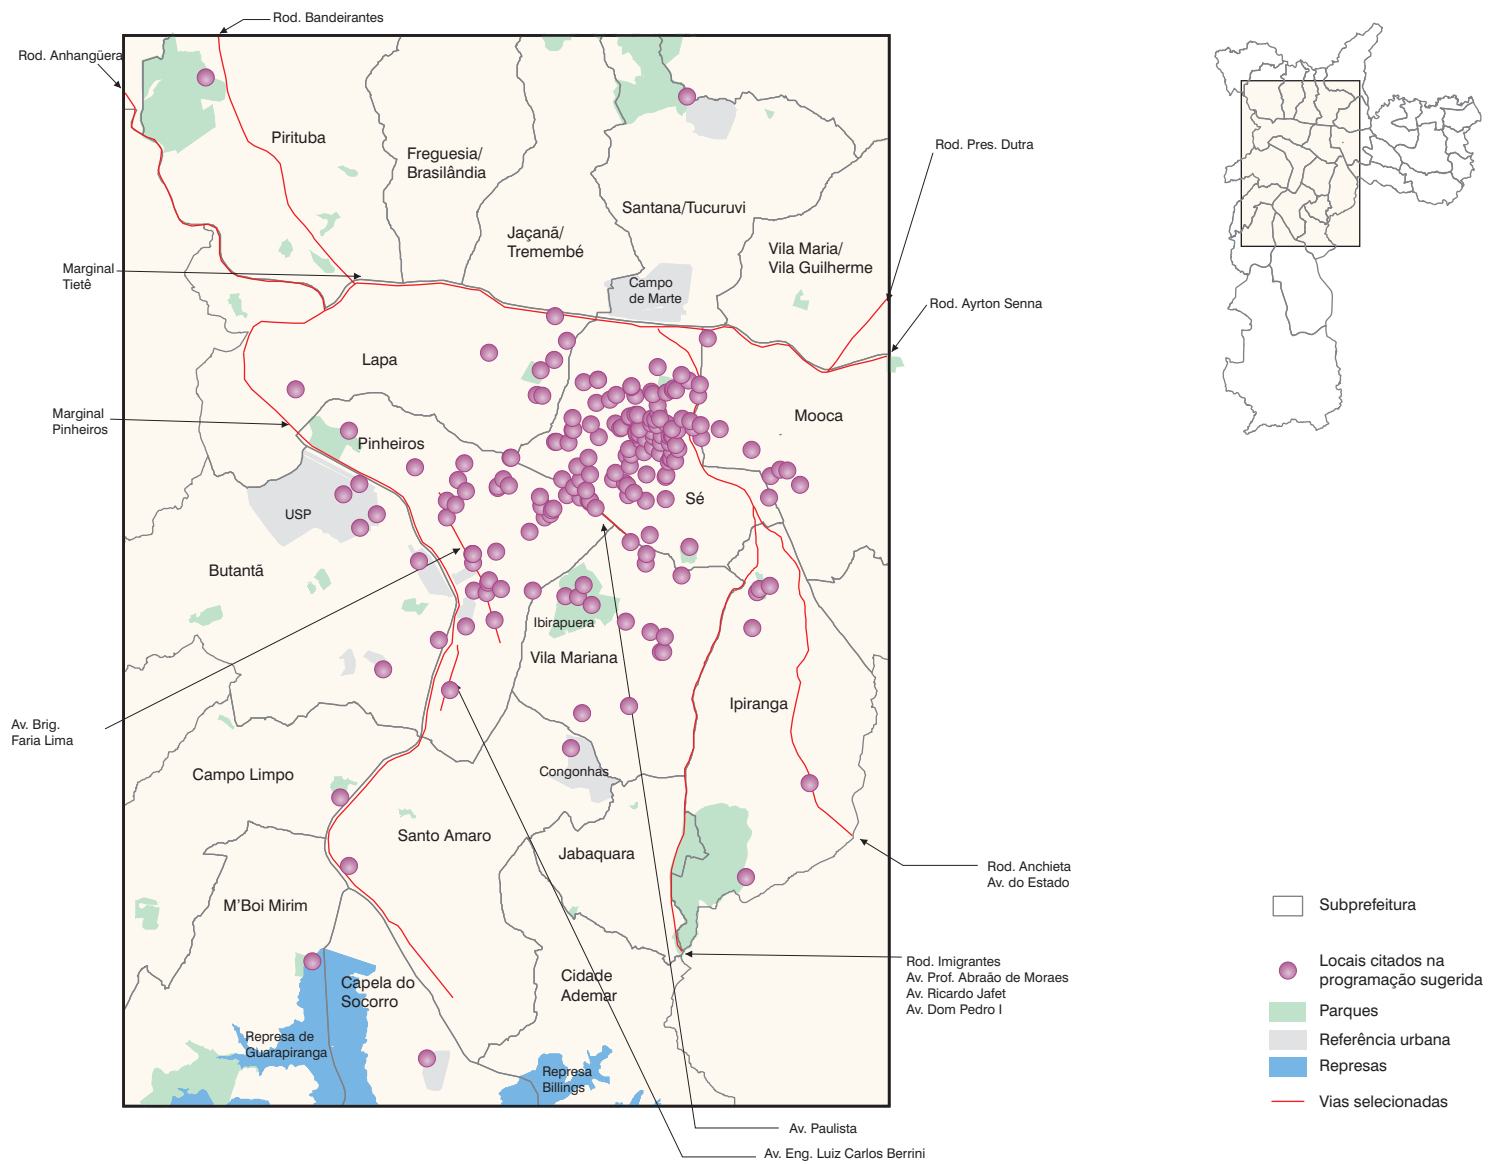 Rod. Bandeirantes
Rod. Anhangüera
Pirituba
Freguesia/
Brasilândia
Rod. Pres. Dutra
Santana/Tucuruvi
Jaçanã/
Tremembé
Vila Maria/
Vila Guilherme
Marginal
Tietê
Campo
de Marte
Rod. Ayrton Senna
Lapa
Marginal
Pinheiros
Mooca
Pinheiros
Sé
USP
Butantã
Ibirapuera
Vila Mariana
Ipiranga
Av. Brig.
Faria Lima
Campo Limpo
Congonhas
Santo Amaro
Jabaquara
Rod. Anchieta
Av. do Estado
M'Boi Mirim
Subprefeitura
Locais citados na
programação sugerida
Parques
Referência urbana
Represas
Vias selecionadas
Rod. Imigrantes
Av. Prof. Abraão de Moraes
Av. Ricardo Jafet
Av. Dom Pedro I
Capela do
Socorro
Cidade
Ademar
Represa de
Guarapiranga
Represa
Billings
Av. Paulista
Av. Eng. Luiz Carlos Berrini